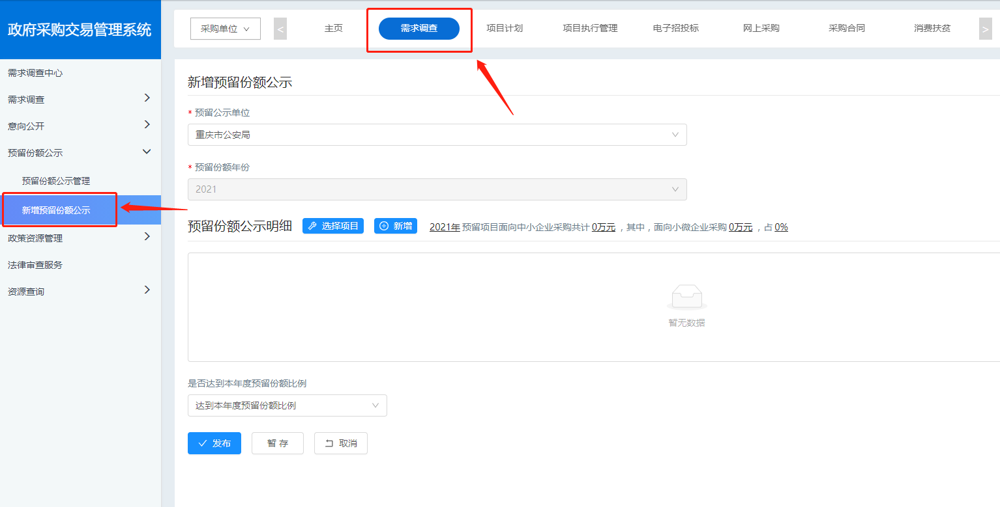 政府采购交易管理系统
采购单位
<
主页
需求调查
项目计划
项目执行管理
电子招投标
网上采购
采购合同
消费扶贫
>
需求调查中心
需求调查
意向公开
预留份额公示
预留份额公示管理
新增预留份额公示
政策资源管理
法律审查服务
资源查询
新增预留份额公示
* 预留公示单位
重庆市公安局
* 预留份额年份
2021
预留份额公示明细 选择项目 新增 2021年 预留项目面向中小企业采购共计 0万元 ，其中，面向小微企业采购 0万元 ，占 0%
暂无数据
是否达到本年度预留份额比例
达到本年度预留份额比例
发布 暂 存 取消